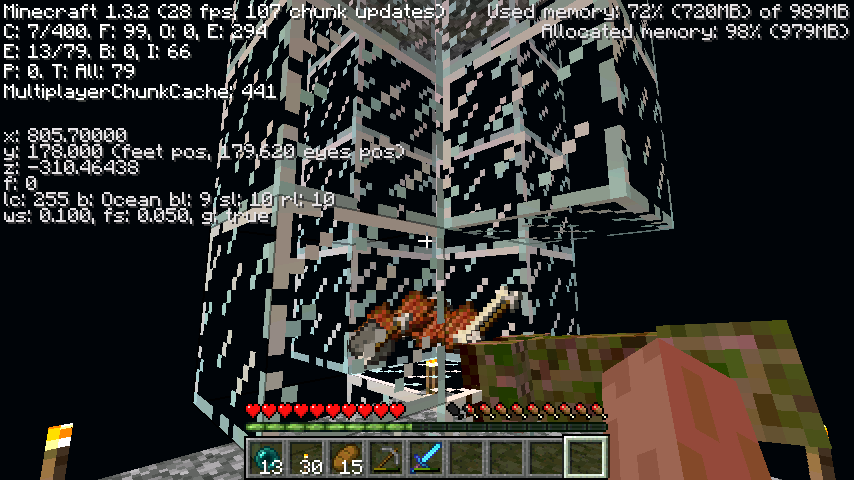 Minecraft 1.3.2 (28 fps, 107 chunk updates)
Used memory: 72% (720MB) of 989MB
C: 7/400, F: 99, O: 0, E: 294
Allocated memory: 98% (979MB)
E: 13/79, B: 0, I: 66
P: 0, T: All: 79
MultiplayerChunkCache: 441
x: 805.70000
y: 178.000 (feet pos, 179.620 eyes pos)
z: -310.46438
f: 0
lc: 255 b: Ocean bl: 9 sl: 10 rl: 10
ws: 0.100, fs: 0.050, g: true
13 30 15